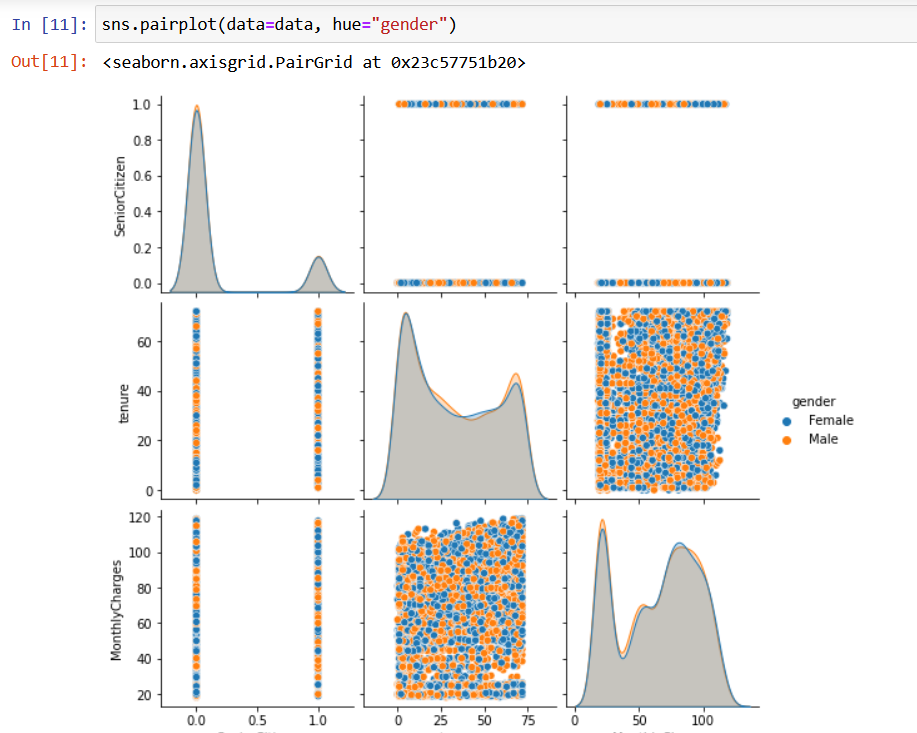 In [11]: sns.pairplot(data=data, hue="gender")
Out[11]: <seaborn.axisgrid.PairGrid at 0x23c57751b20>
1.0
0.8
0.6
0.4
0.2
0.0
SeniorCitizen
60
40
20
0
tenure
gender
Female
Male
120
100
80
60
40
20
MonthlyCharges
0.0 0.5 1.0 0 25 50 75 0 50 100